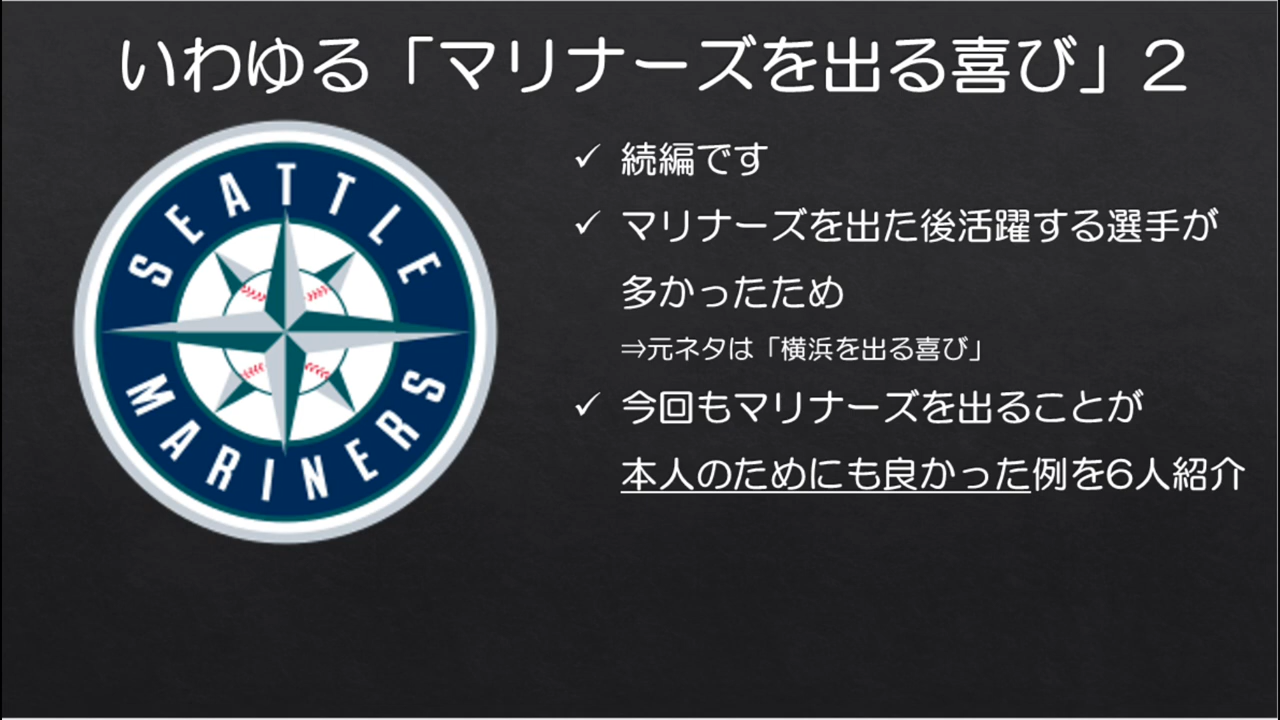 いわゆる「マリナーズを出る喜び」2
SEATTLE
MARINERS
✓ 続編です
✓ マリナーズを出た後活躍する選手が
多かったため
⇒元ネタは「横浜を出る喜び」
✓ 今回もマリナーズを出ることが
本人のためにも良かった例を6人紹介